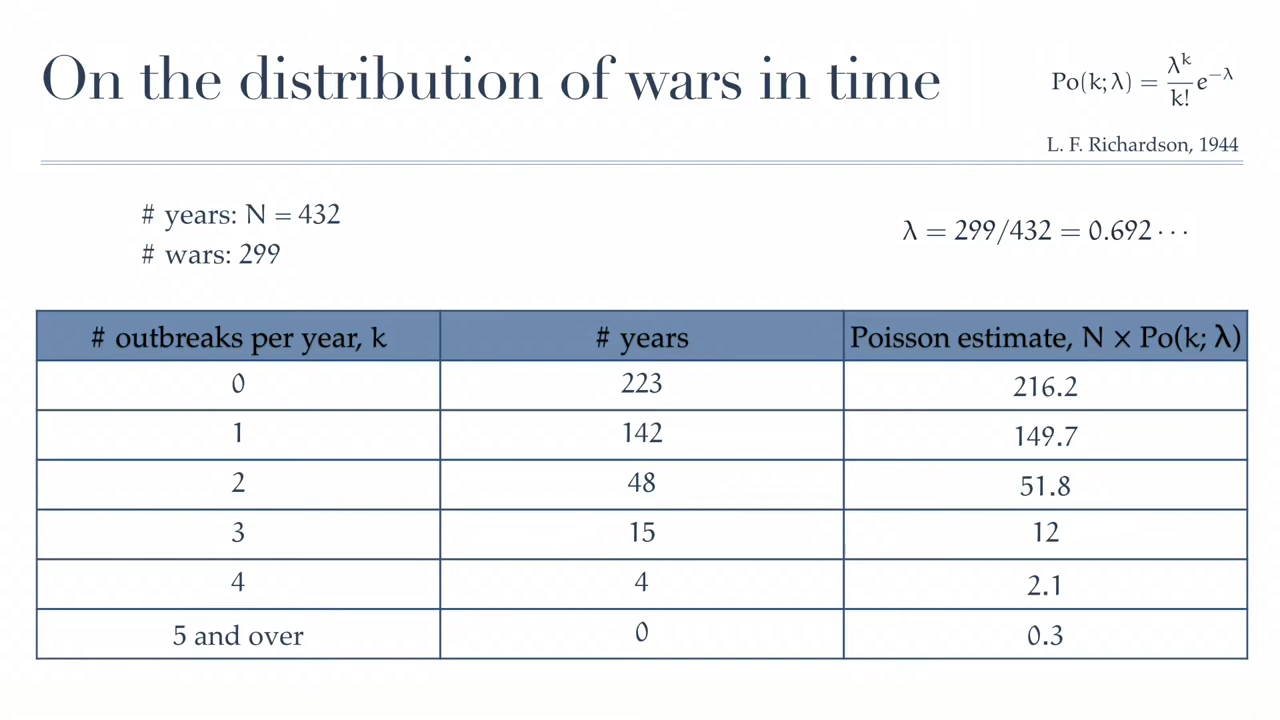 On the distribution of wars in time
Po(k; λ) = λ^k / k! e^{−λ}
L. F. Richardson, 1944
# years: N = 432
# wars: 299
λ = 299/432 = 0.692 · · ·
# outbreaks per year, k	# years	Poisson estimate, N × Po(k; λ)
0	223	216.2
1	142	149.7
2	48	51.8
3	15	12
4	4	2.1
5 and over	0	0.3